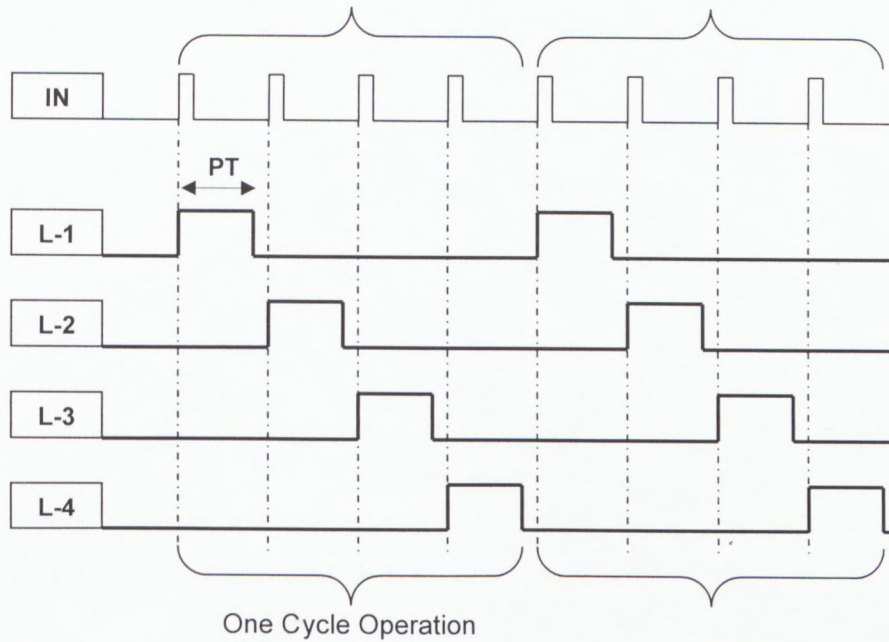 IN
PT
L-1
L-2
L-3
L-4
One Cycle Operation